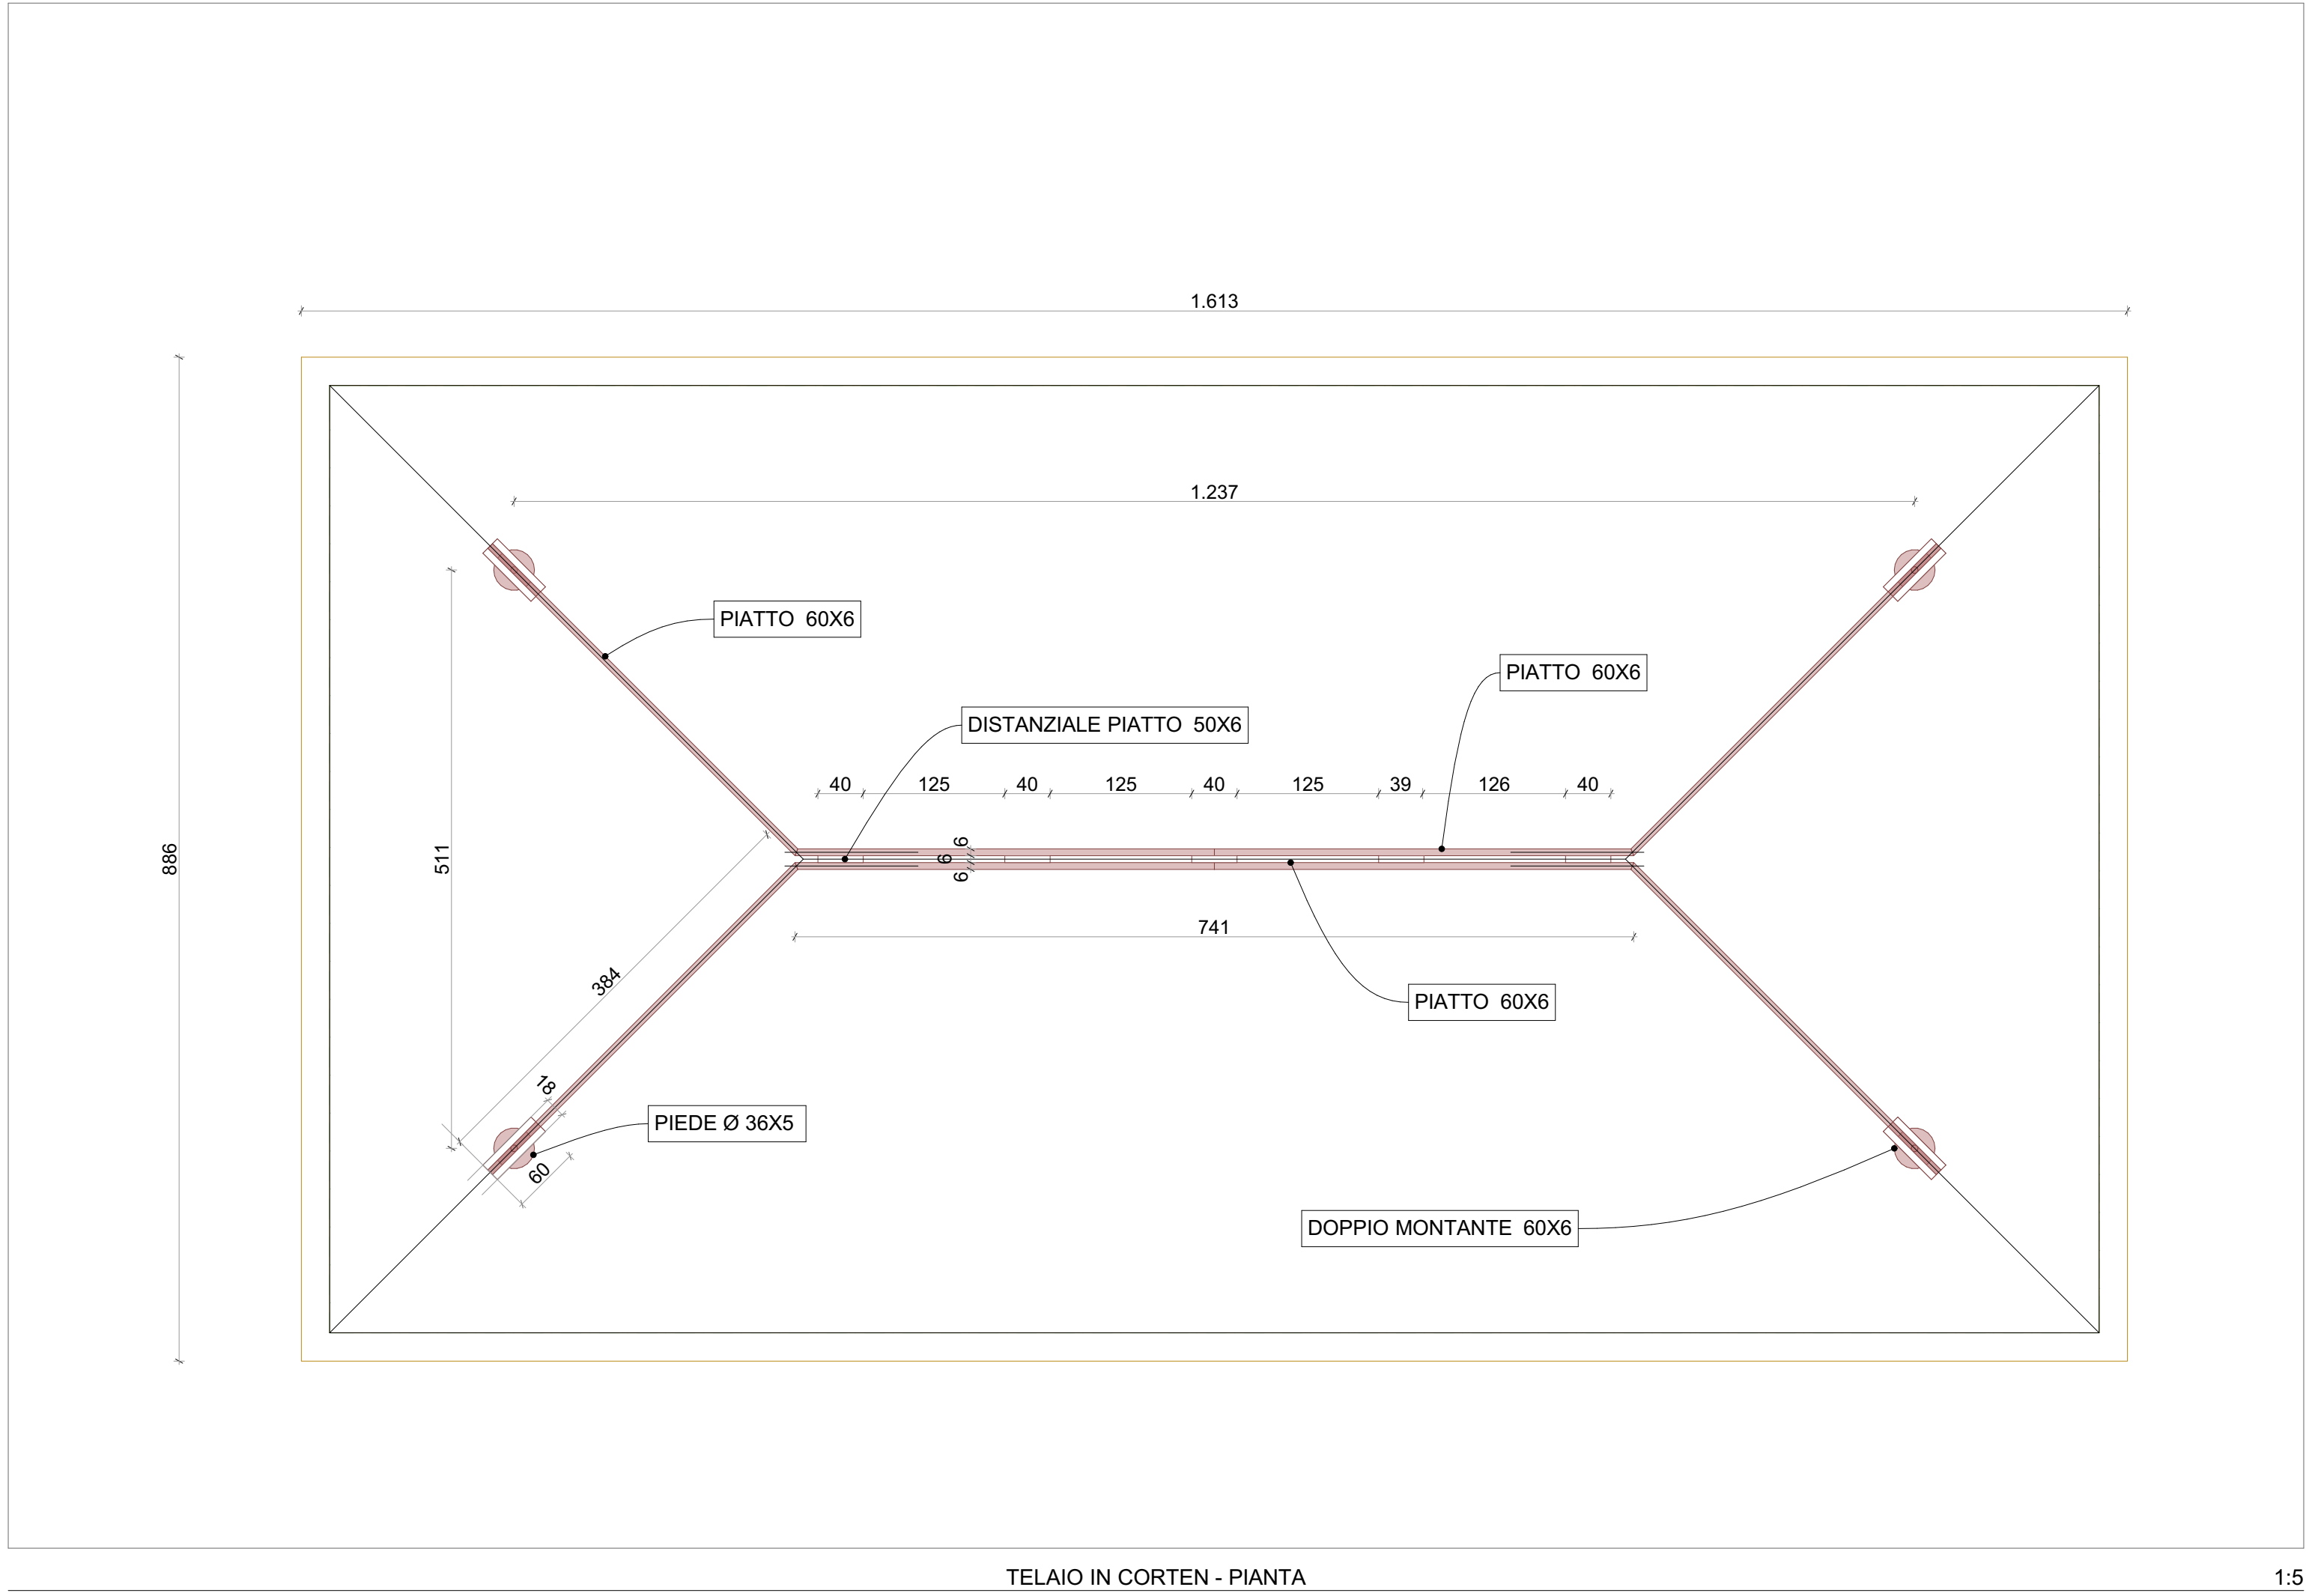 1.613
1.237
PIATTO  60X6
PIATTO  60X6
DISTANZIALE PIATTO  50X6
40 125 40 125 40 125 39 126 40
886
511
6
6
6
741
384
PIATTO  60X6
18
PIEDE Ø 36X5
60
DOPPIO MONTANTE  60X6
TELAIO IN CORTEN - PIANTA
1:5